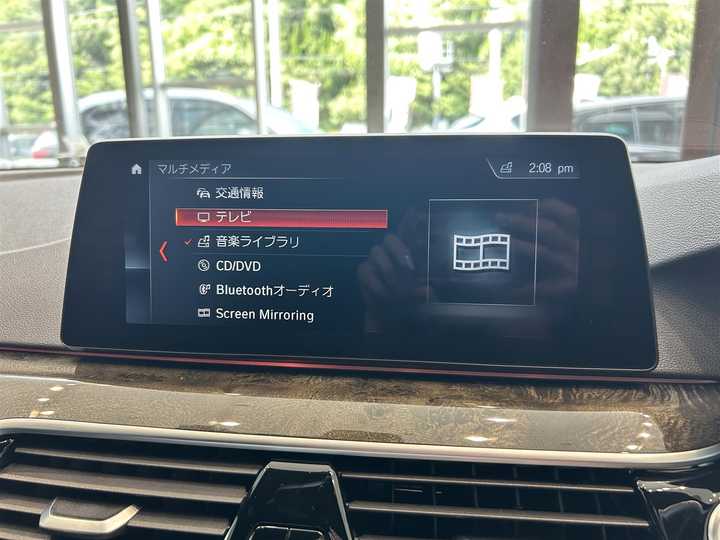 マルチメディア
2:08 pm
交通情報
テレビ
音楽ライブラリ
CD/DVD
Bluetoothオーディオ
Screen Mirroring